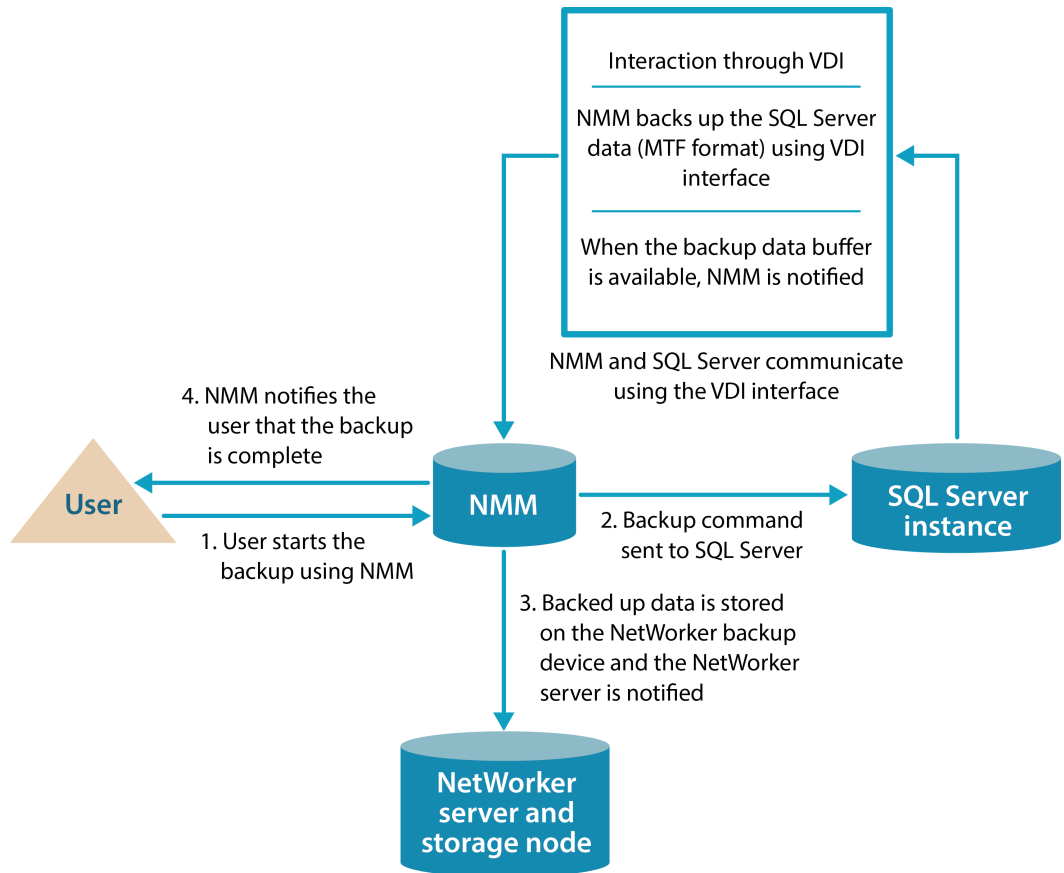 Interaction through VDI
NMM backs up the SQL Server
data (MTF format) using VDI
interface
When the backup data buffer
is available, NMM is notified
NMM and SQL Server communicate
using the VDI interface
4. NMM notifies the
user that the backup
is complete
User
NMM
SQL Server
instance
1. User starts the
backup using NMM
2. Backup command
sent to SQL Server
3. Backed up data is stored
on the NetWorker backup
device and the NetWorker
server is notified
NetWorker
server and
storage node